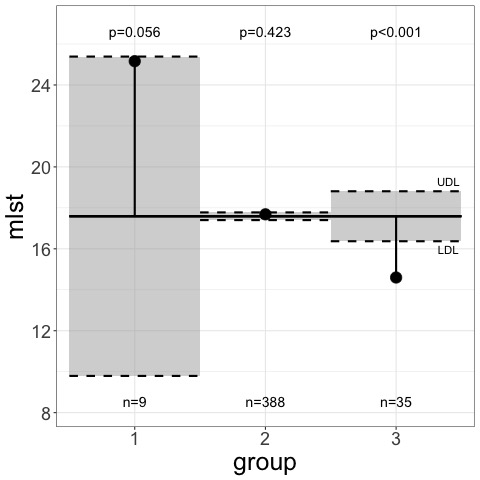 p=0.056 p=0.423 p<0.001
24
20
16
12
8
mlst
UDL
LDL
n=9 n=388 n=35
1 2 3
group